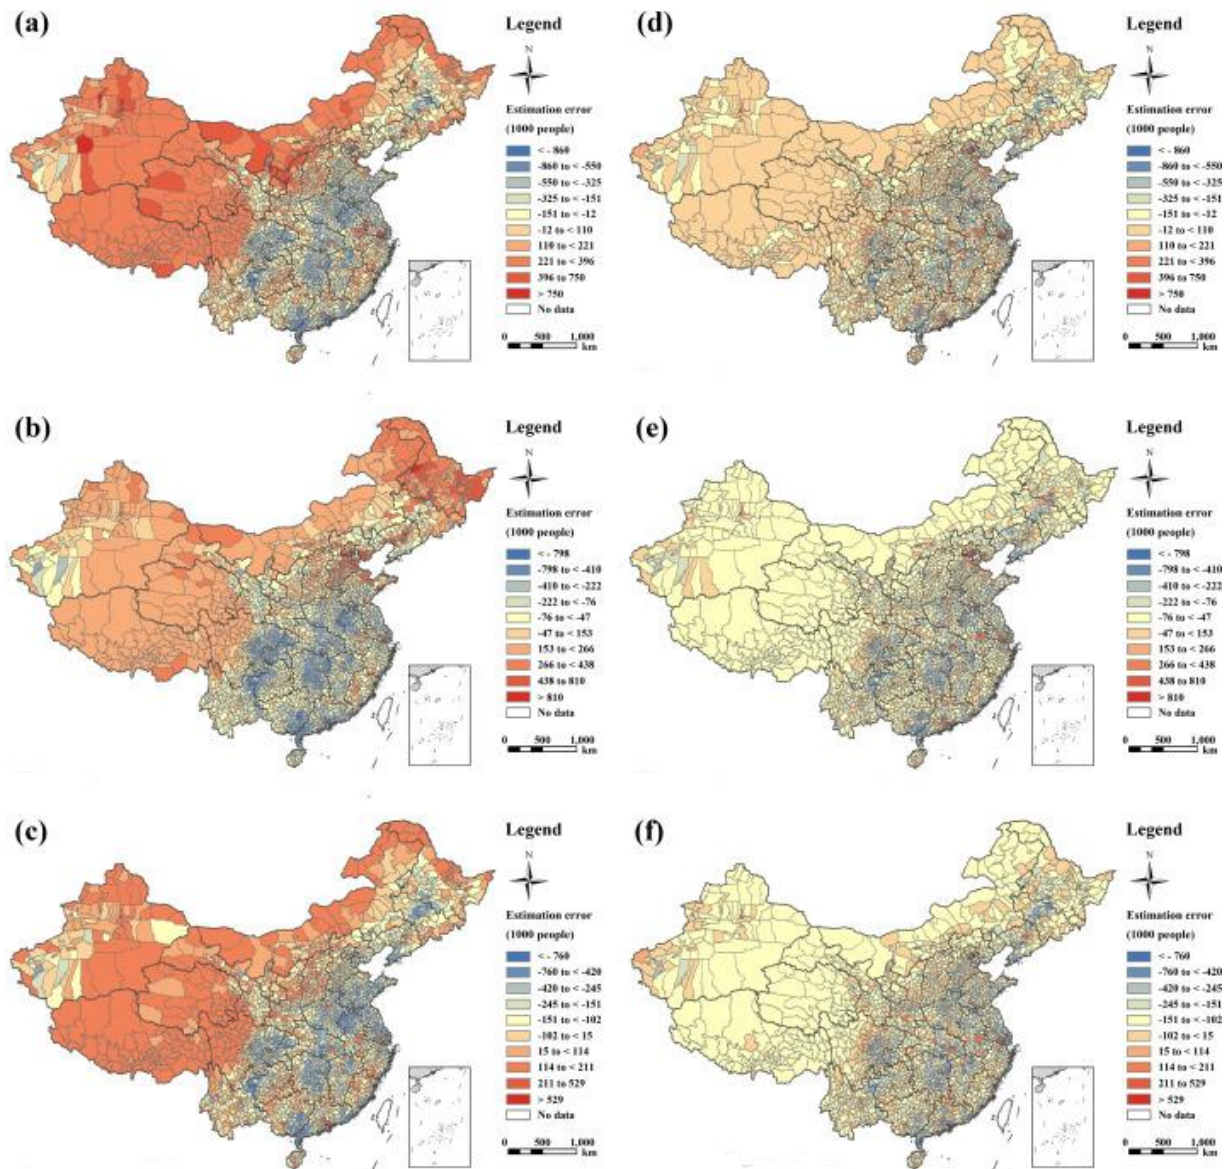 (a)
Legend
N
Estimation error
(1000 people)
< - 860
-860 to < -550
-550 to < -325
-325 to < -151
-151 to < -12
-12 to < 110
110 to < 221
221 to < 396
396 to 750
> 750
No data
0 500 1,000
km
(d)
Legend
N
Estimation error
(1000 people)
< - 860
-860 to < -550
-550 to < -325
-325 to < -151
-151 to < -12
-12 to < 110
110 to < 221
221 to < 396
396 to 750
> 750
No data
0 500 1,000
km
(b)
Legend
N
Estimation error
(1000 people)
< - 798
-798 to < -410
-410 to < -222
-222 to < -76
-76 to < -47
-47 to < 153
153 to < 266
266 to < 438
438 to 810
> 810
No data
0 500 1,000
km
(e)
Legend
N
Estimation error
(1000 people)
< - 798
-798 to < -410
-410 to < -222
-222 to < -76
-76 to < -47
-47 to < 153
153 to < 266
266 to < 438
438 to 810
> 810
No data
0 500 1,000
km
(c)
Legend
N
Estimation error
(1000 people)
< - 760
-760 to < -420
-420 to < -245
-245 to < -151
-151 to < -102
-102 to < 15
15 to < 114
114 to < 211
211 to 529
> 529
No data
0 500 1,000
km
(f)
Legend
N
Estimation error
(1000 people)
< - 760
-760 to < -420
-420 to < -245
-245 to < -151
-151 to < -102
-102 to < 15
15 to < 114
114 to < 211
211 to 529
> 529
No data
0 500 1,000
km